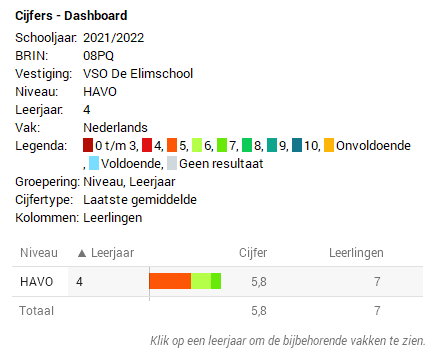 Cijfers - Dashboard
Schooljaar: 2021/2022
BRIN: 08PQ
Vestiging: VSO De Elimschool
Niveau: HAVO
Leerjaar: 4
Vak: Nederlands
Legenda: 0 t/m 3, 4, 5, 6, 7, 8, 9, 10, Onvoldoende
, Voldoende, Geen resultaat
Groepering: Niveau, Leerjaar
Cijfertype: Laatste gemiddelde
Kolommen: Leerlingen
Niveau ▲ Leerjaar Cijfer Leerlingen
HAVO 4 5,8 7
Totaal 5,8 7
Klik op een leerjaar om de bijbehorende vakken te zien.